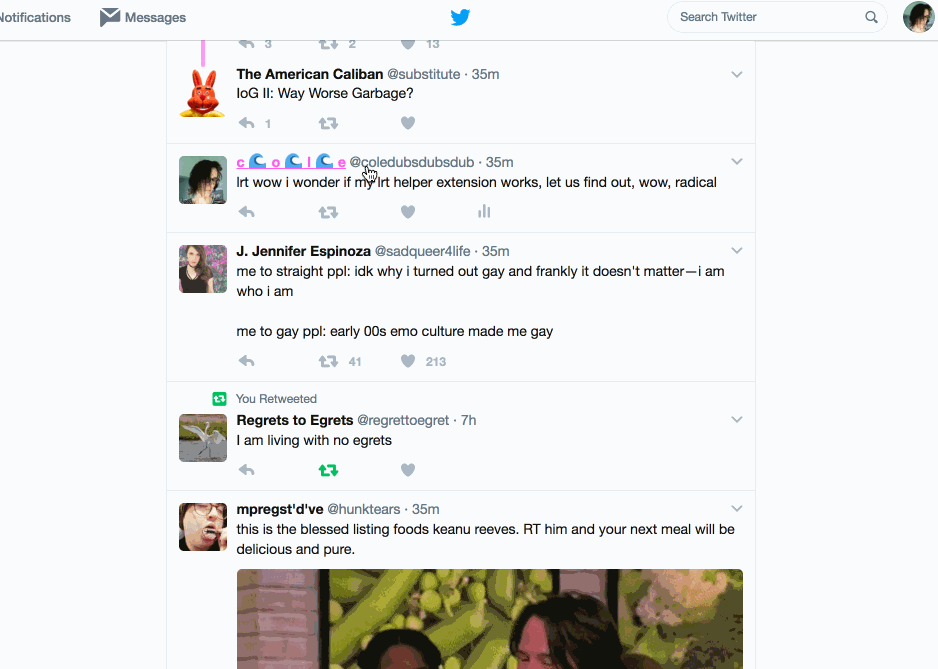 Notifications Messages Search Twitter
3 2 13
The American Caliban @substitute · 35m
IoG II: Way Worse Garbage?
1
c 🌊 o 🌊 l 🌊 e @coledubsdubsdub · 35m
lrt wow i wonder if my lrt helper extension works, let us find out, wow, radical
J. Jennifer Espinoza @sadqueer4life · 35m
me to straight ppl: idk why i turned out gay and frankly it doesn't matter—i am
who i am
me to gay ppl: early 00s emo culture made me gay
41 213
You Retweeted
Regrets to Egrets @regrettoegret · 7h
I am living with no egrets
mpregst'd've @hunktears · 35m
this is the blessed listing foods keanu reeves. RT him and your next meal will be
delicious and pure.